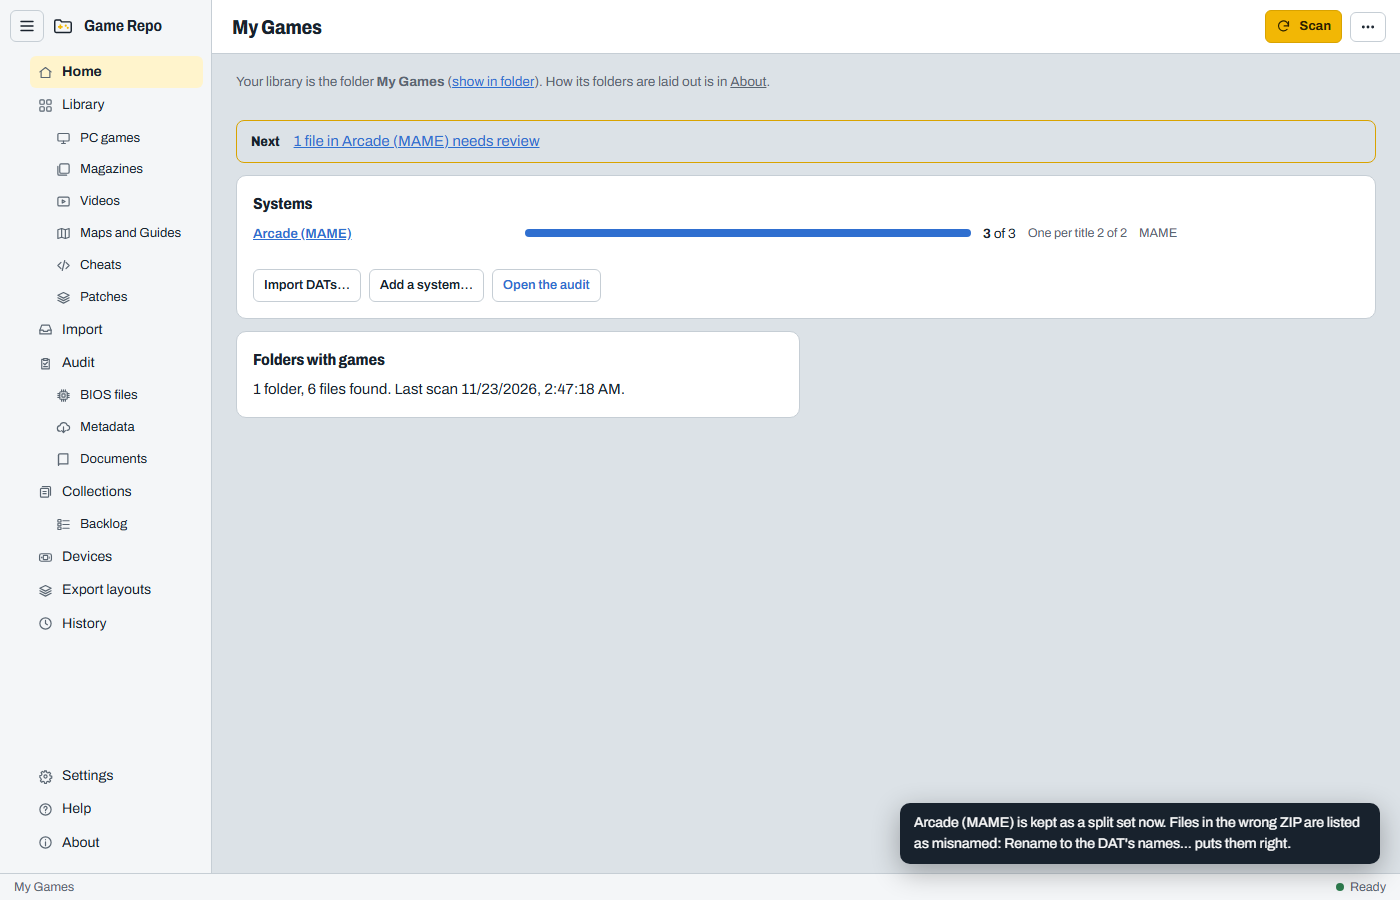 Game Repo
My Games
Scan
Home
Library
PC games
Magazines
Videos
Maps and Guides
Cheats
Patches
Import
Audit
BIOS files
Metadata
Documents
Collections
Backlog
Devices
Export layouts
History
Settings
Help
About
Your library is the folder My Games (show in folder). How its folders are laid out is in About.
Next 1 file in Arcade (MAME) needs review
Systems
Arcade (MAME) 3 of 3 One per title 2 of 2 MAME
Import DATs... Add a system... Open the audit
Folders with games
1 folder, 6 files found. Last scan 11/23/2026, 2:47:18 AM.
Arcade (MAME) is kept as a split set now. Files in the wrong ZIP are listed
as misnamed: Rename to the DAT's names... puts them right.
My Games
Ready